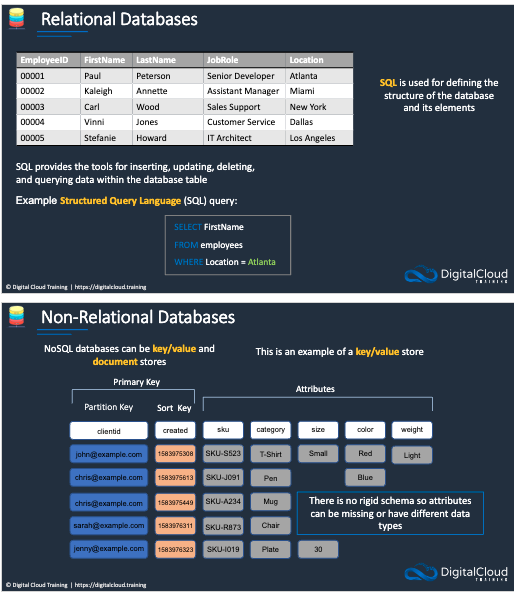 Relational Databases
EmployeeID FirstName LastName JobRole Location
00001 Paul Peterson Senior Developer Atlanta
00002 Kaleigh Annette Assistant Manager Miami
00003 Carl Wood Sales Support New York
00004 Vinni Jones Customer Service Dallas
00005 Stefanie Howard IT Architect Los Angeles
SQL is used for defining the
structure of the database
and its elements
SQL provides the tools for inserting, updating, deleting,
and querying data within the database table
Example Structured Query Language (SQL) query:
SELECT FirstName
FROM employees
WHERE Location = Atlanta
DigitalCloud
TRAINING
© Digital Cloud Training | https://digitalcloud.training
Non-Relational Databases
NoSQL databases can be key/value and
document stores
This is an example of a key/value store
Primary Key
Attributes
Partition Key Sort Key
clientid created sku category size color weight
john@example.com 1583975308 SKU-S523 T-Shirt Small Red Light
chris@example.com 1583975613 SKU-J091 Pen Blue
chris@example.com 1583975449 SKU-A234 Mug
sarah@example.com 1583976311 SKU-R873 Chair
jenny@example.com 1583976323 SKU-I019 Plate 30
There is no rigid schema so attributes
can be missing or have different data
types
DigitalCloud
TRAINING
© Digital Cloud Training | https://digitalcloud.training